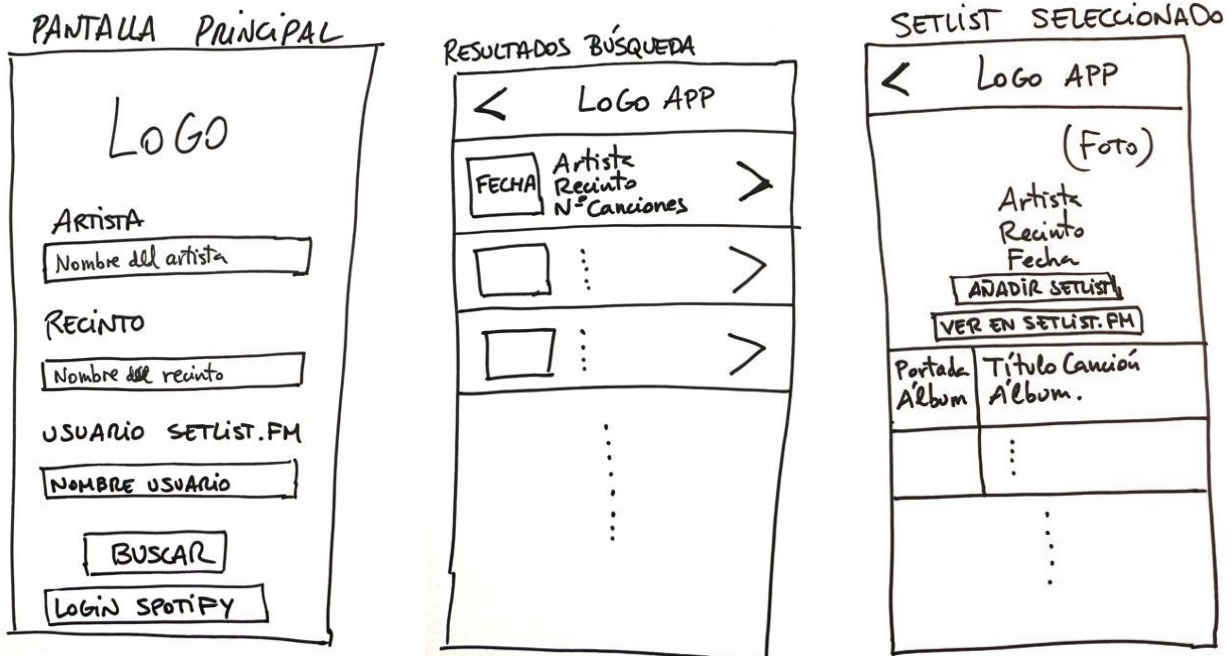 PANTALLA PRINCIPAL
LOGO
ARTISTA
Nombre del artista
RECINTO
Nombre del recinto
USUARIO SETLIST.FM
NOMBRE USUARIO
BUSCAR
LOGIN SPOTIFY
RESULTADOS BÚSQUEDA
< LOGO APP
FECHA
Artista
Recinto
Nº Canciones
>
>
>
SETLIST SELECCIONADO
< LOGO APP
(FOTO)
Artista
Recinto
Fecha
AÑADIR SETLIST
VER EN SETLIST.FM
Portada
Álbum
Título Canción
Álbum.